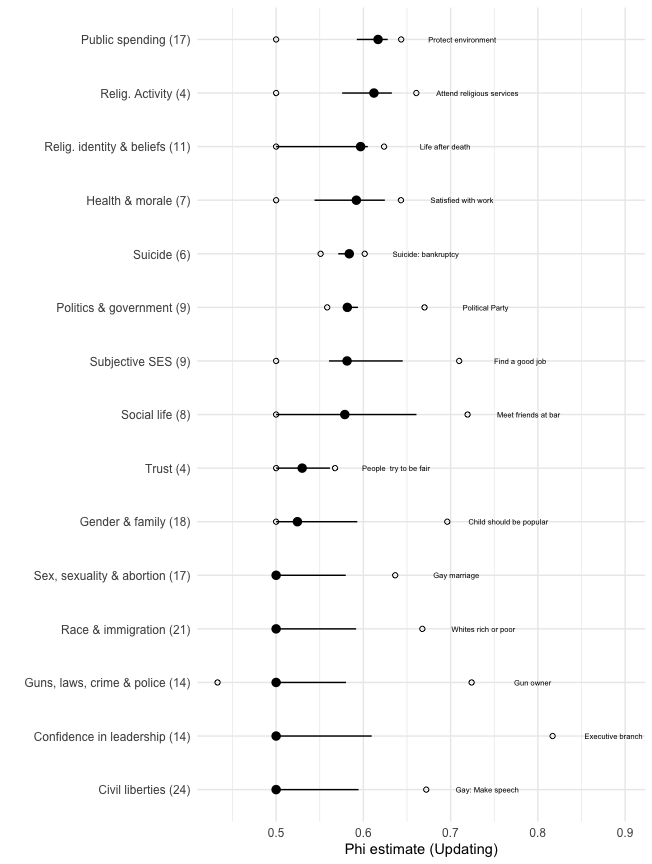 Public spending (17) Protect environment
Relig. Activity (4) Attend religious services
Relig. identity & beliefs (11) Life after death
Health & morale (7) Satisfied with work
Suicide (6) Suicide: bankruptcy
Politics & government (9) Political Party
Subjective SES (9) Find a good job
Social life (8) Meet friends at bar
Trust (4) People try to be fair
Gender & family (18) Child should be popular
Sex, sexuality & abortion (17) Gay marriage
Race & immigration (21) Whites rich or poor
Guns, laws, crime & police (14) Gun owner
Confidence in leadership (14) Executive branch
Civil liberties (24) Gay: Make speech
0.5 0.6 0.7 0.8 0.9
Phi estimate (Updating)